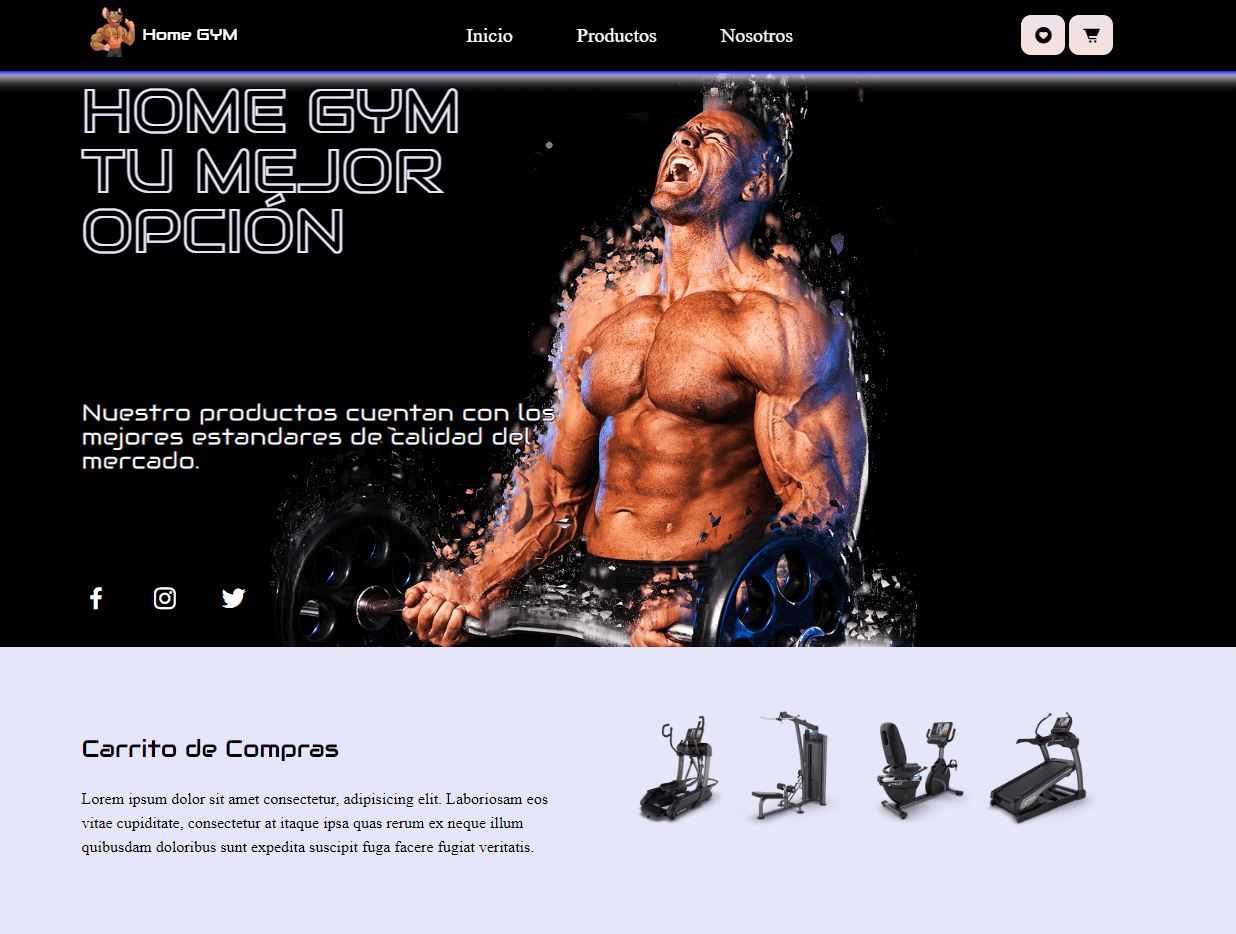 Home GYM
Inicio
Productos
Nosotros
HOME GYM
TU MEJOR
OPCIÓN
Nuestro productos cuentan con los
mejores estandares de calidad del
mercado.
Carrito de Compras
Lorem ipsum dolor sit amet consectetur, adipisicing elit. Laboriosam eos
vitae cupiditate, consectetur at itaque ipsa quas rerum ex neque illum
quibusdam doloribus sunt expedita suscipit fuga facere fugiat veritatis.